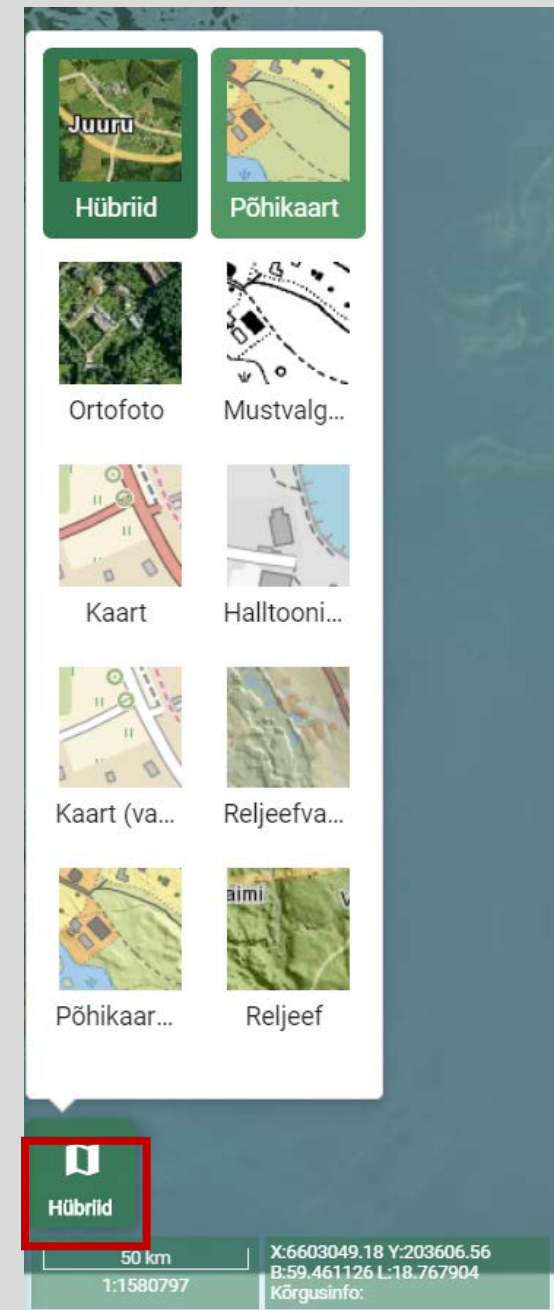 Juuru
Hübriid
Põhikaart
Ortofoto
Mustvalg...
Kaart
Halltooni...
Kaart (va...
Reljeefva...
aimi
V
Põhikaar...
Reljeef
Hübriid
50 km
1:1580797
X:6603049.18 Y:203606.56
B:59.461126 L:18.767904
Kõrgusinfo: